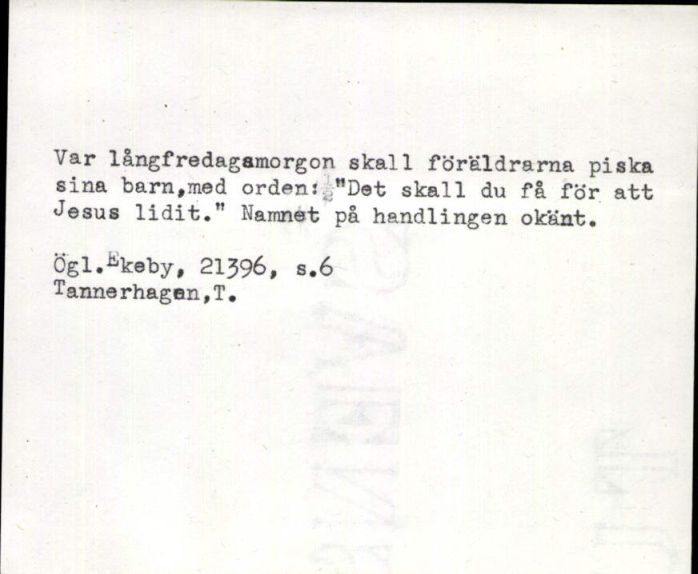 Var långfredagsmorgon skall föräldrarna piska
sina barn,med orden: "Det skall du få för att
Jesus lidit." Namnet på handlingen okänt.
Ögl.Ekeby, 21396, s.6
Tannerhagen,T.